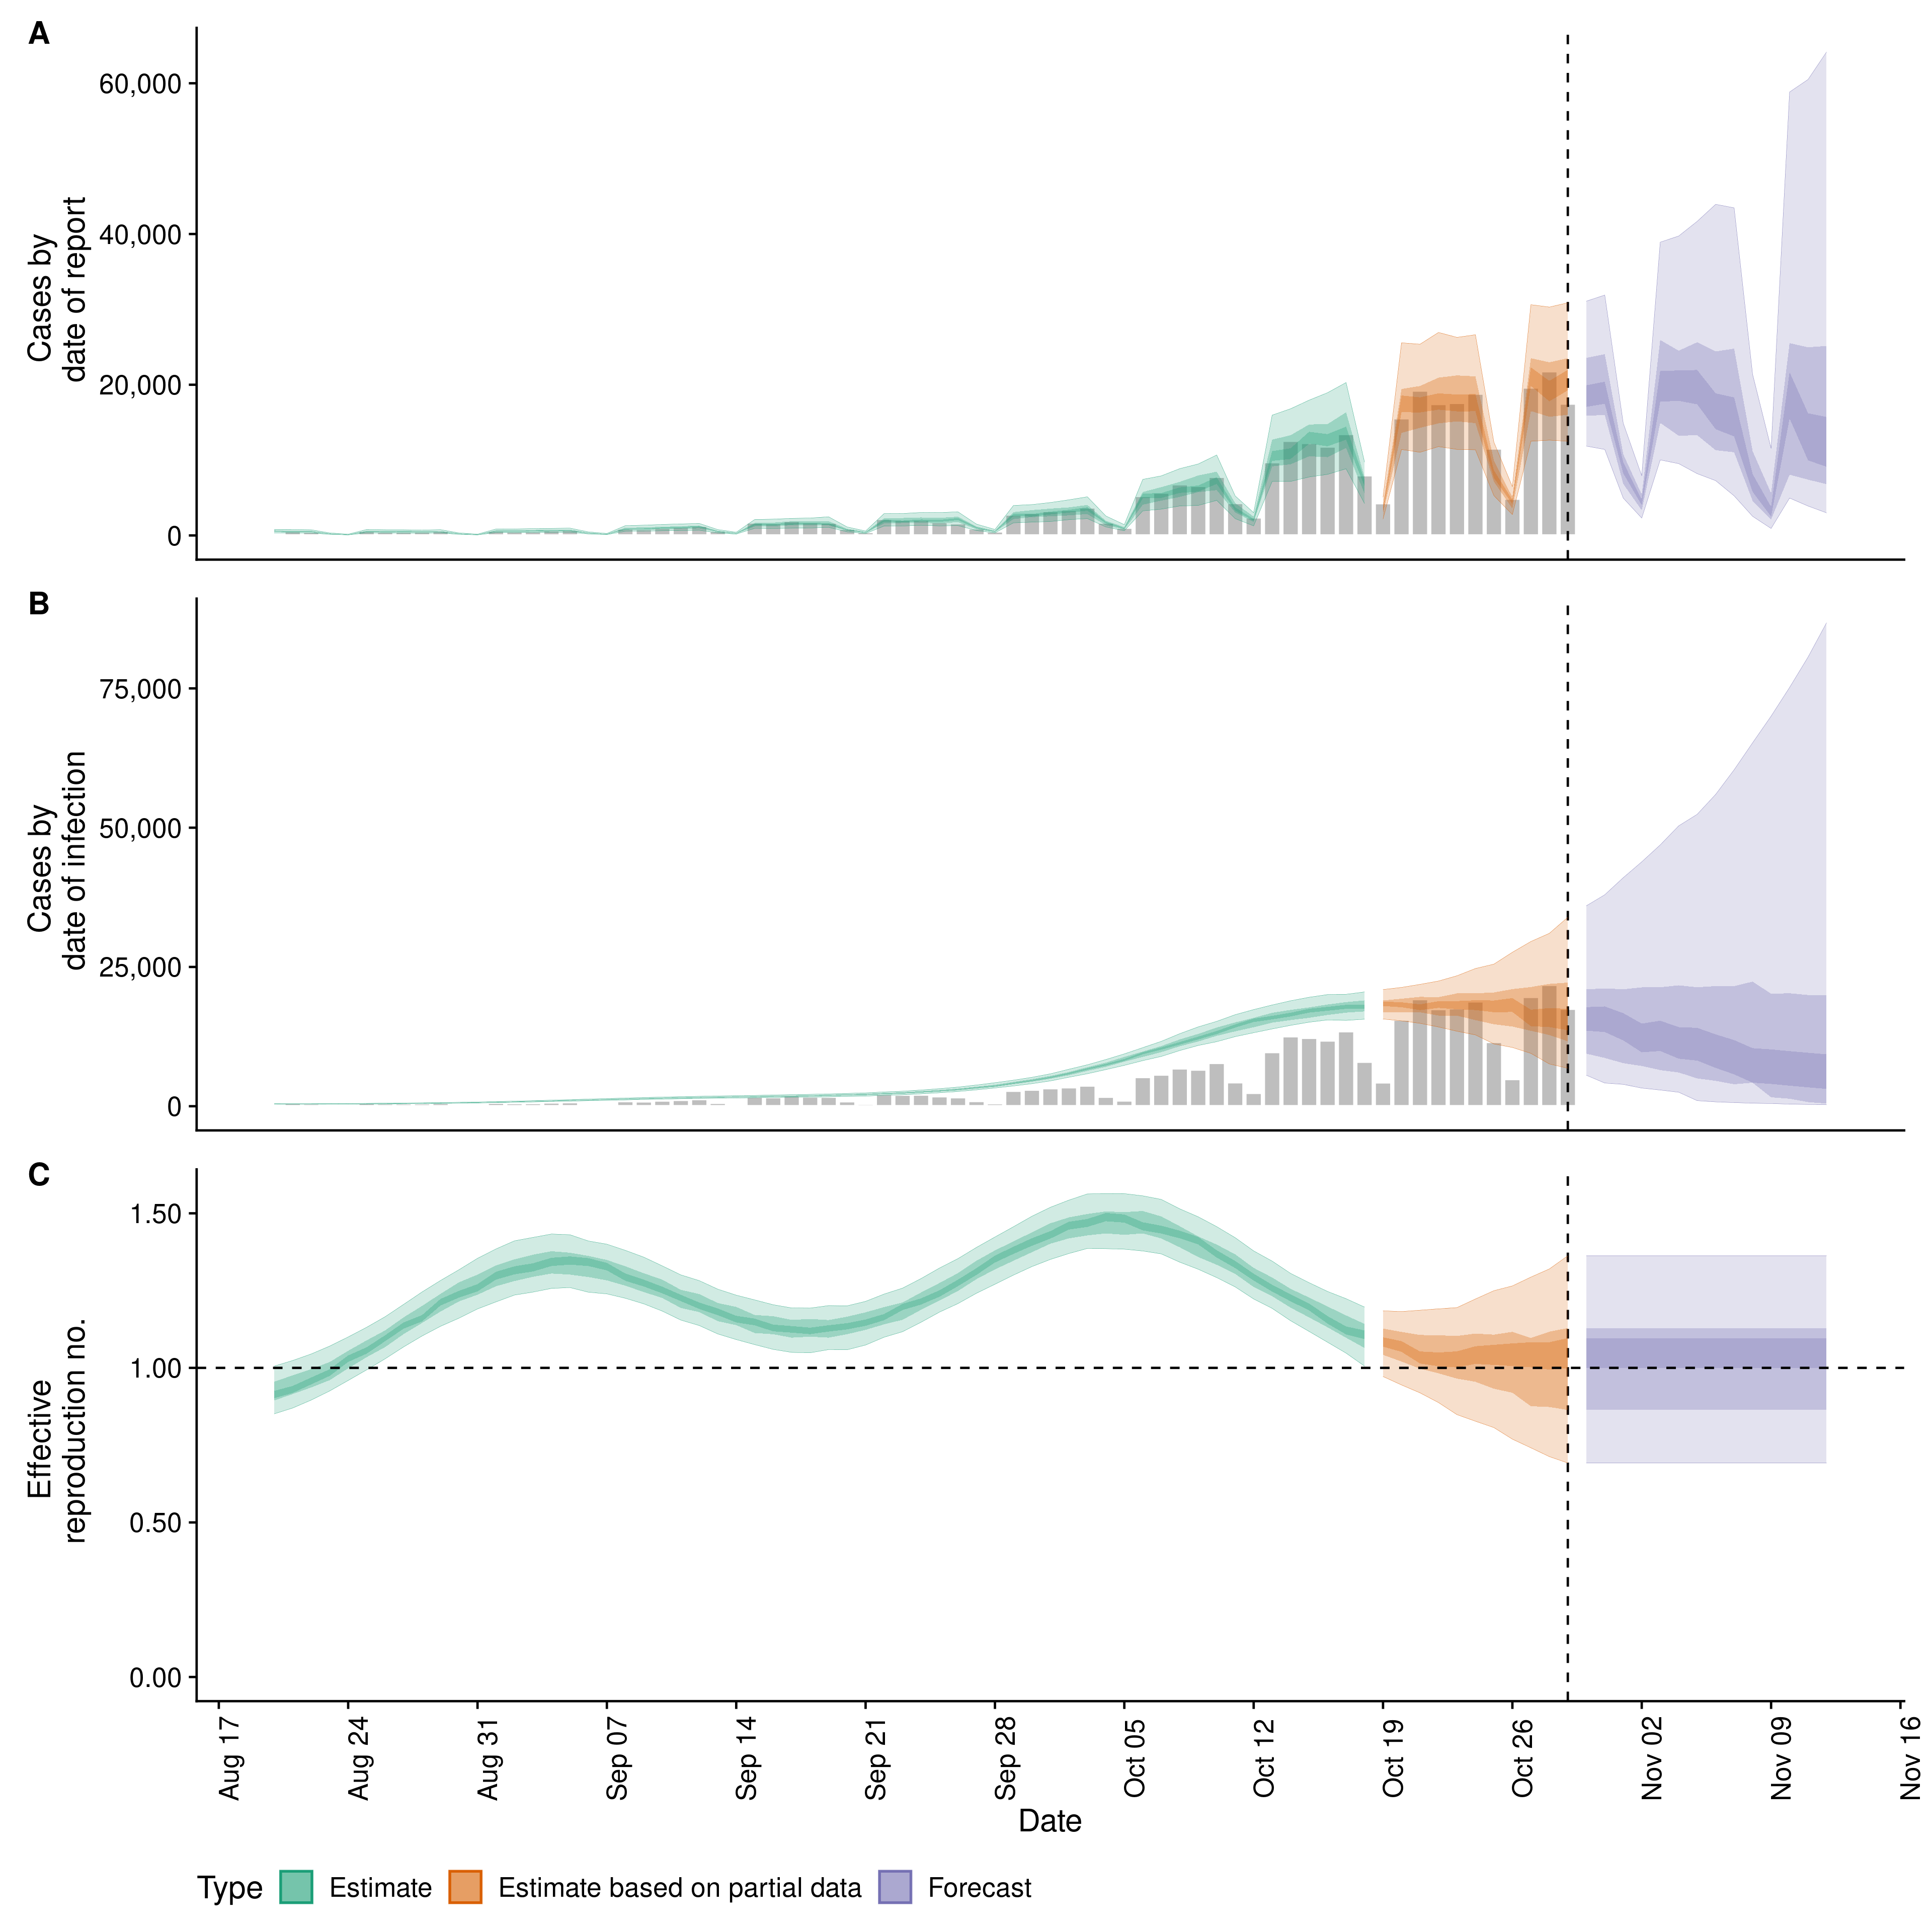 A
60,000
40,000
20,000
0
Cases by
date of report
B
75,000
50,000
25,000
0
Cases by
date of infection
C
1.50
1.00
0.50
0.00
Effective
reproduction no.
Aug 17
Aug 24
Aug 31
Sep 07
Sep 14
Sep 21
Sep 28
Oct 05
Oct 12
Oct 19
Oct 26
Nov 02
Nov 09
Nov 16
Date
Type Estimate Estimate based on partial data Forecast